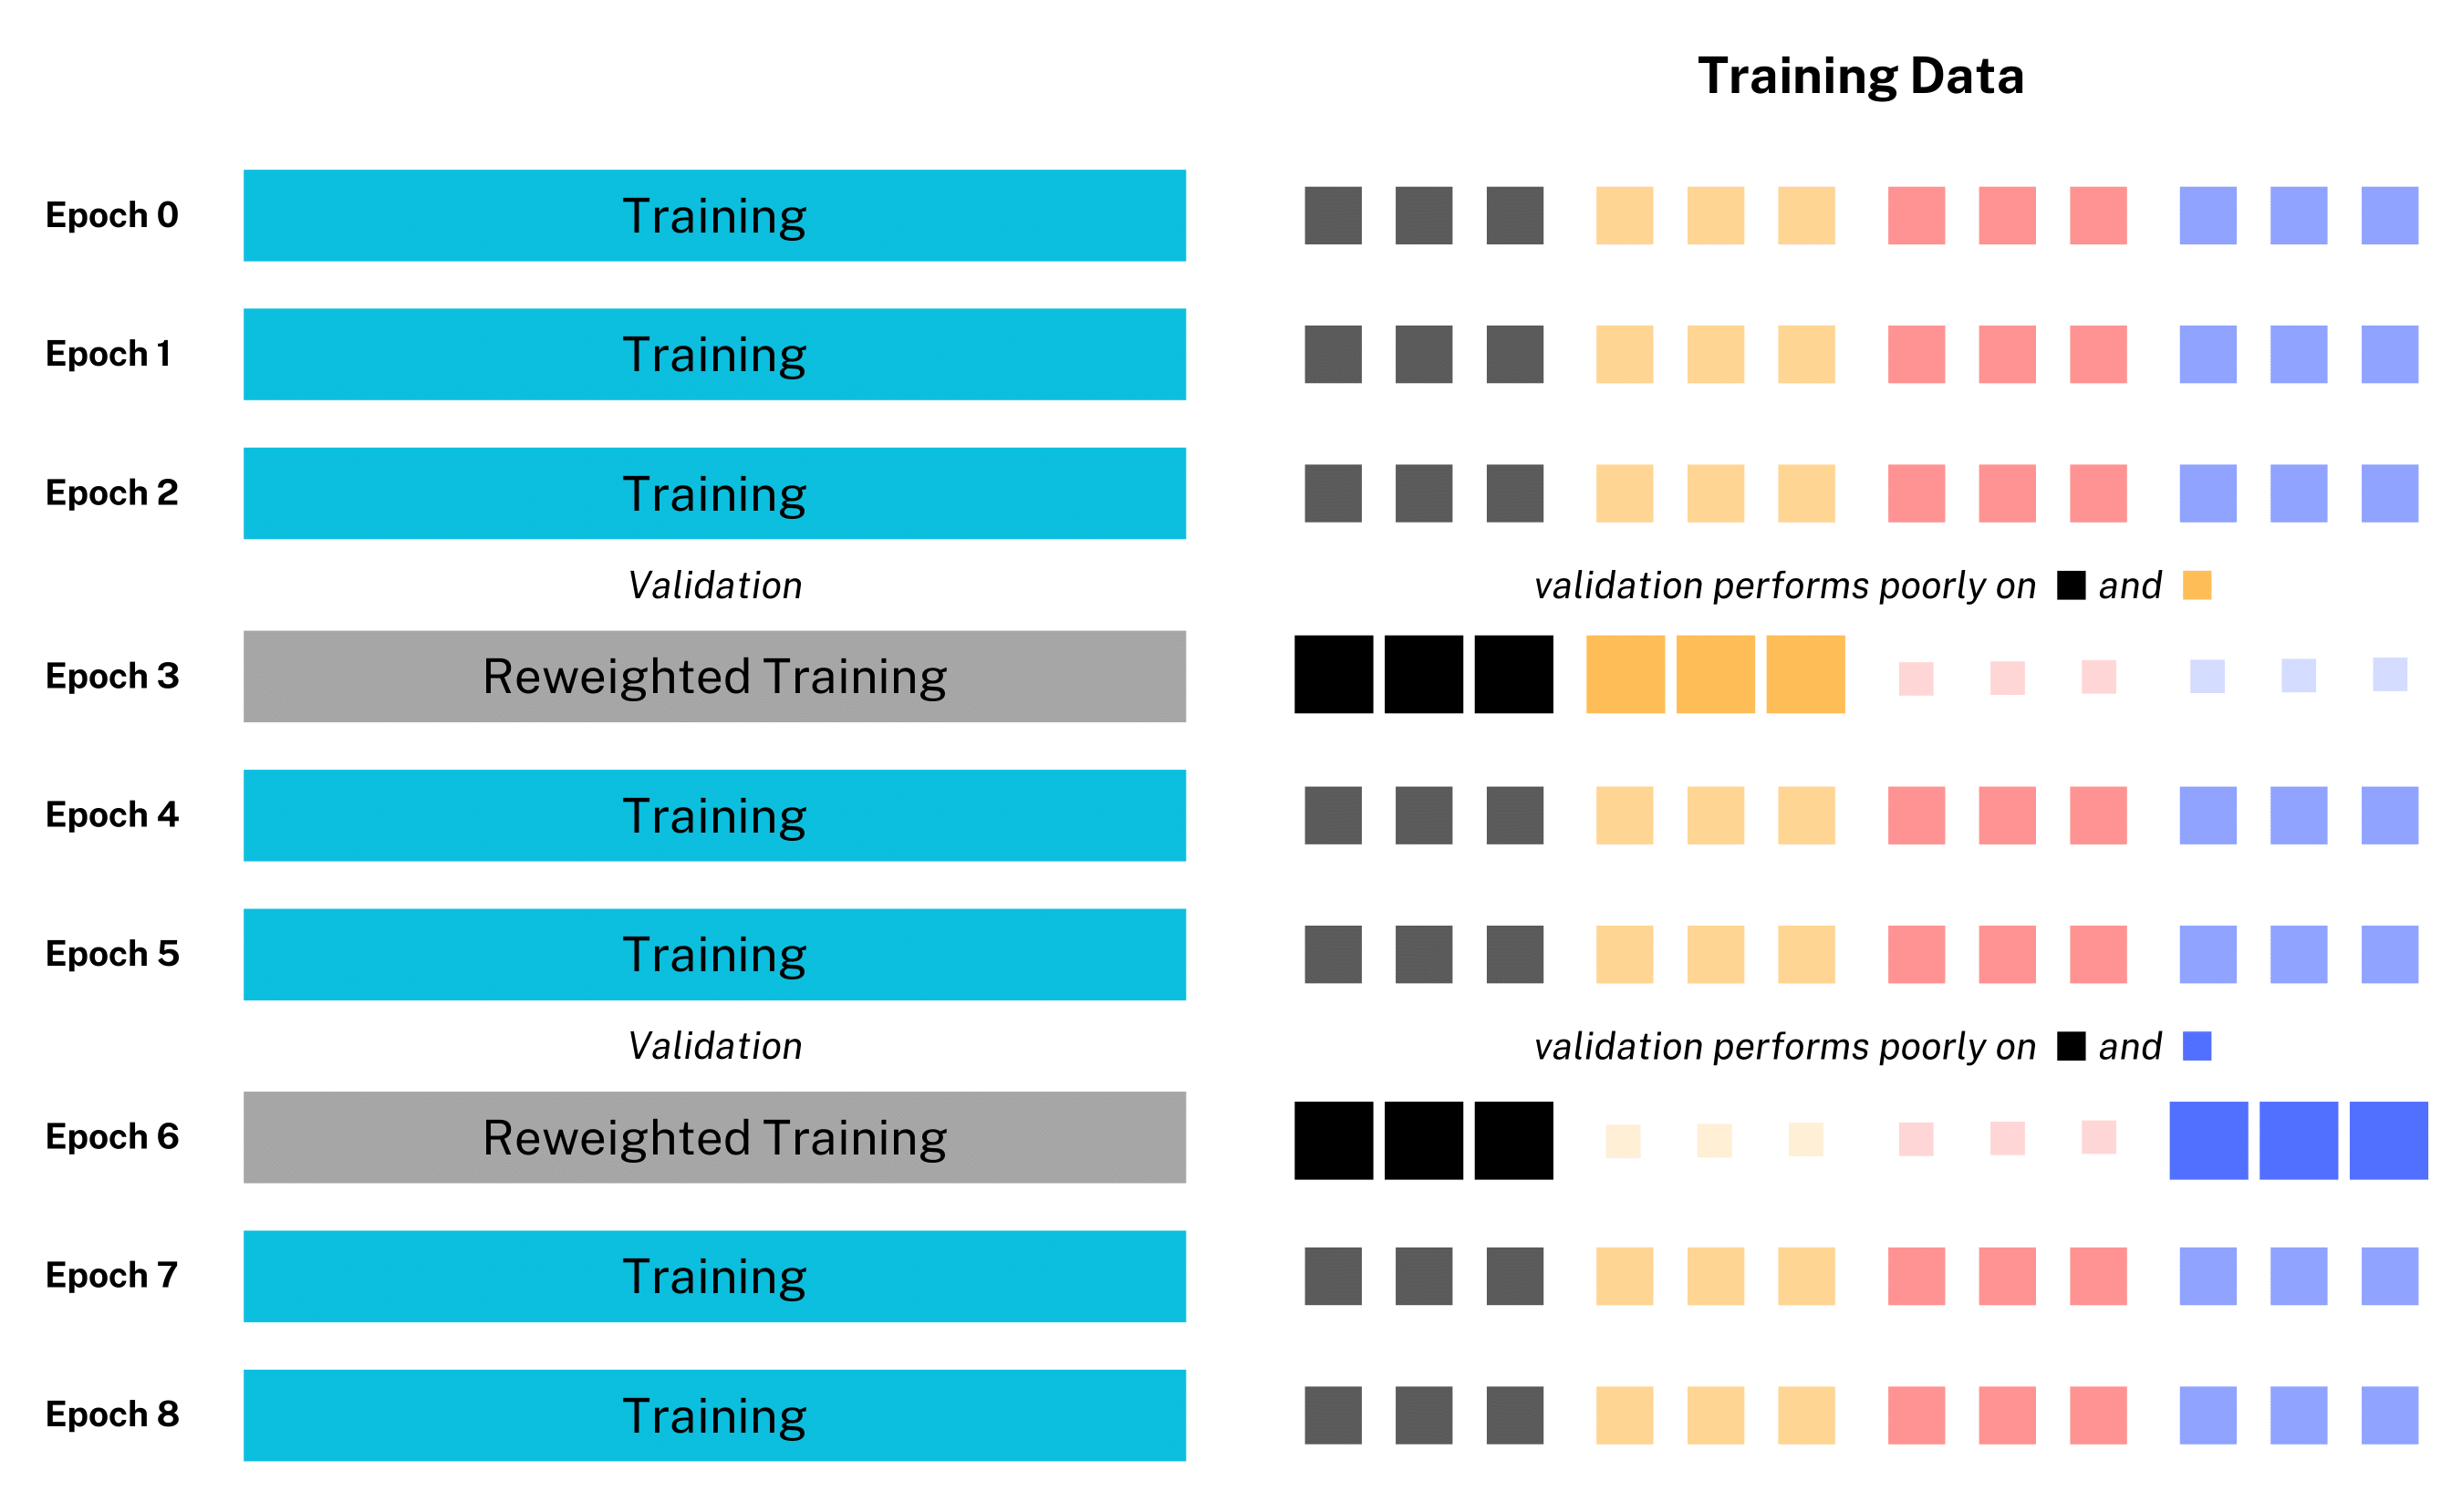 Training Data
Epoch 0 Training
Epoch 1 Training
Epoch 2 Training
Validation validation performs poorly on and
Epoch 3 Reweighted Training
Epoch 4 Training
Epoch 5 Training
Validation validation performs poorly on and
Epoch 6 Reweighted Training
Epoch 7 Training
Epoch 8 Training